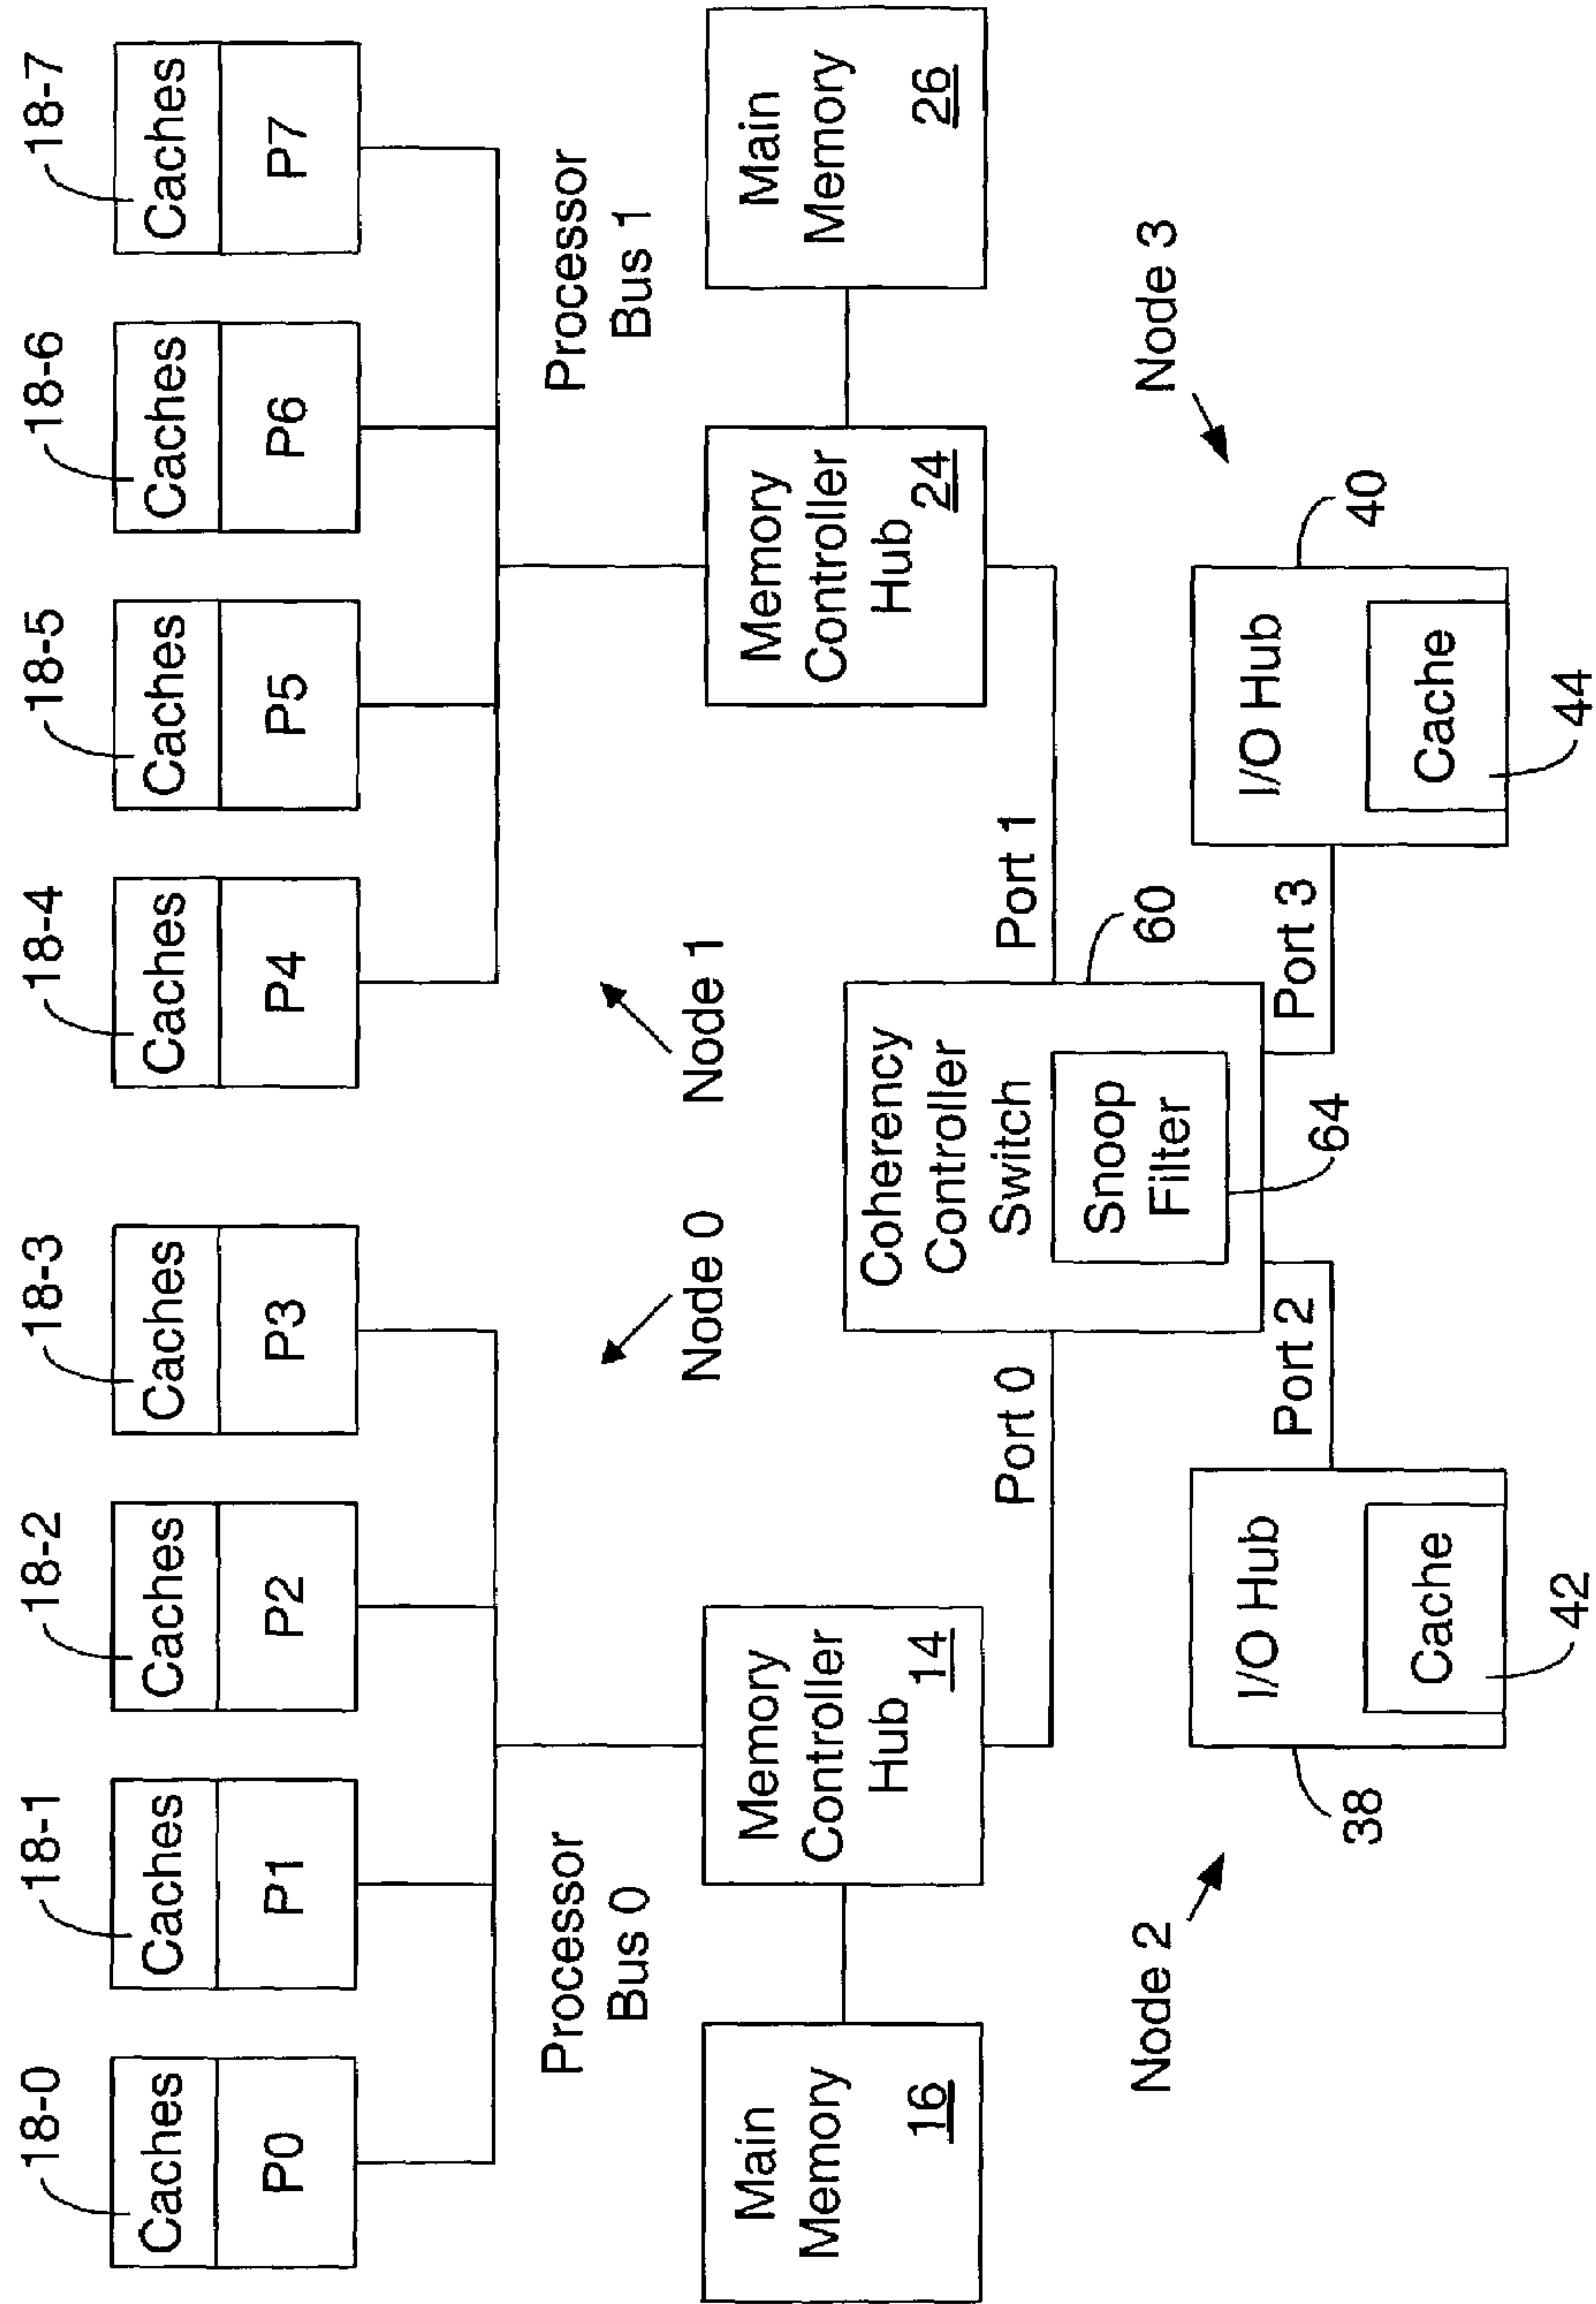 18-0
18-1
18-2
18-3
18-4
18-5
18-6
18-7
Caches
Caches
Caches
Caches
Caches
Caches
Caches
Caches
P0
P1
P2
P3
P4
P5
P6
P7
Processor
Bus 0
Processor
Bus 1
Node 0
Node 1
Main
Memory
16
Memory
Controller
Hub
14
Memory
Controller
Hub
24
Main
Memory
26
Port 0
Coherency
Controller
Switch
Port 1
Snoop
Filter
60
64
Node 2
Port 2
Port 3
Node 3
38
I/O Hub
Cache
42
40
I/O Hub
Cache
44